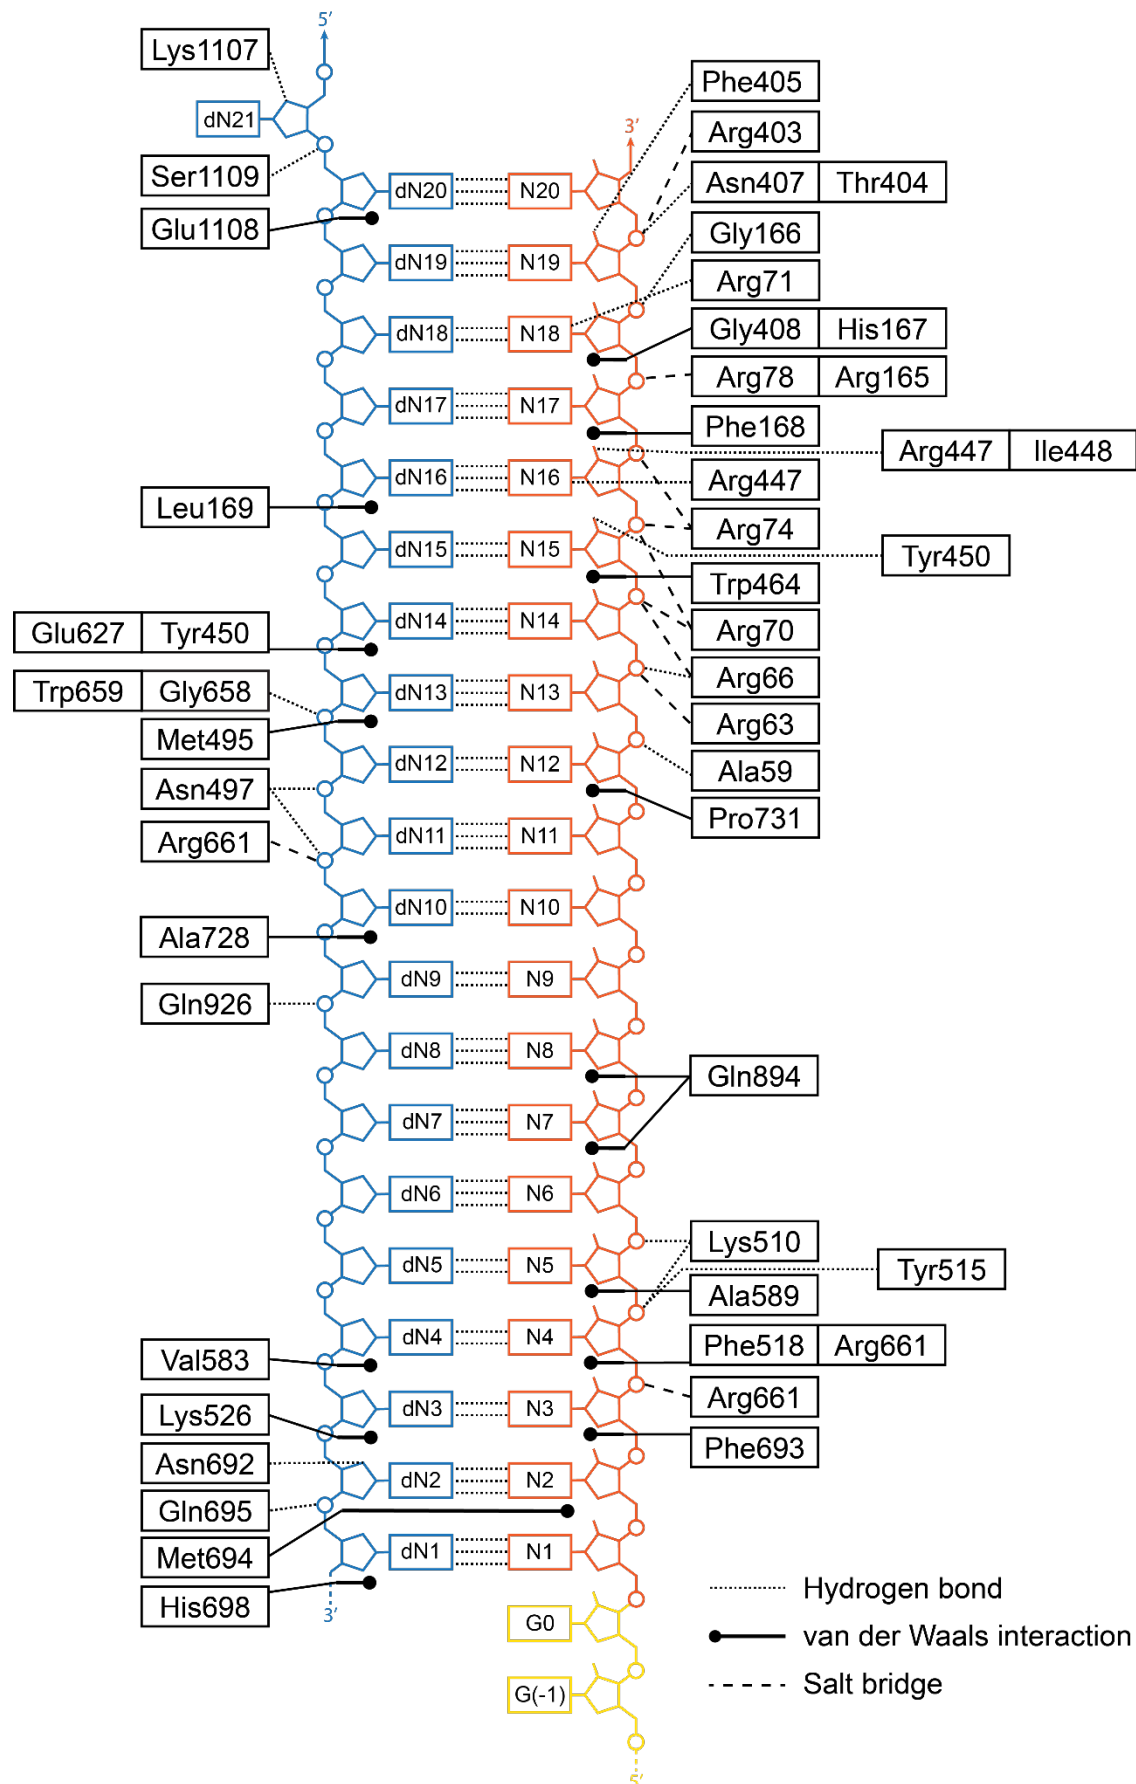 5′
Lys1107
Phe405
dN21
Arg403
3′
Ser1109
dN20 N20
Asn407 Thr404
Glu1108
Gly166
dN19 N19
Arg71
dN18 N18
Gly408 His167
Arg78 Arg165
dN17 N17
Phe168
Arg447 Ile448
dN16 N16
Arg447
Leu169
Arg74
dN15 N15
Tyr450
Trp464
dN14 N14
Glu627 Tyr450
Arg70
Arg66
Trp659 Gly658
dN13 N13
Arg63
Met495
dN12 N12
Ala59
Asn497
Pro731
Arg661
dN11 N11
dN10 N10
Ala728
dN9 N9
Gln926
dN8 N8
Gln894
dN7 N7
dN6 N6
Lys510
dN5 N5
Tyr515
Ala589
dN4 N4
Phe518 Arg661
Val583
Arg661
dN3 N3
Lys526
Phe693
Asn692
dN2 N2
Gln695
Met694
dN1 N1
His698
3′
Hydrogen bond
G0
van der Waals interaction
Salt bridge
G(-1)
5′